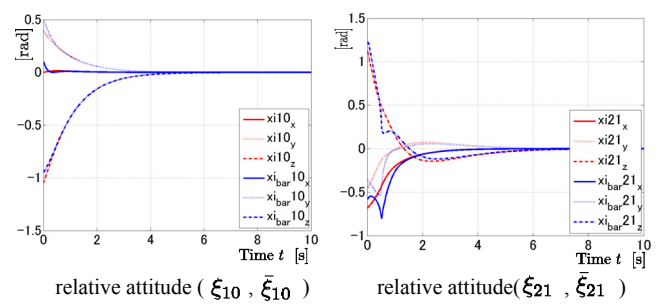 [rad]
0.5
0
-0.5
-1
-1.5
0 2 4 6 8 10
Time t [s]
xi10x
xi10y
xi10z
xibar10x
xibar10y
xibar10z
relative attitude ( ξ10 , ξ̄10 )
[rad]
1.5
1
0.5
0
-0.5
-1
0 2 4 6 8 10
Time t [s]
xi21x
xi21y
xi21z
xibar21x
xibar21y
xibar21z
relative attitude(ξ21 , ξ̄21 )